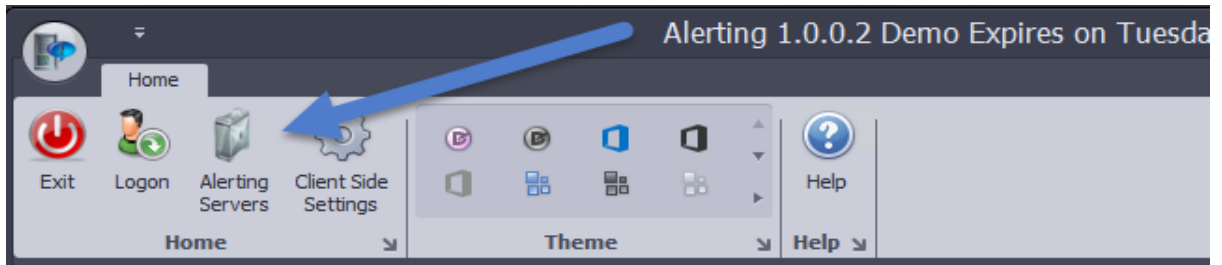 Alerting 1.0.0.2 Demo Expires on Tuesda
Home
Exit
Logon
Alerting
Servers
Client Side
Settings
Help
Home
Theme
Help